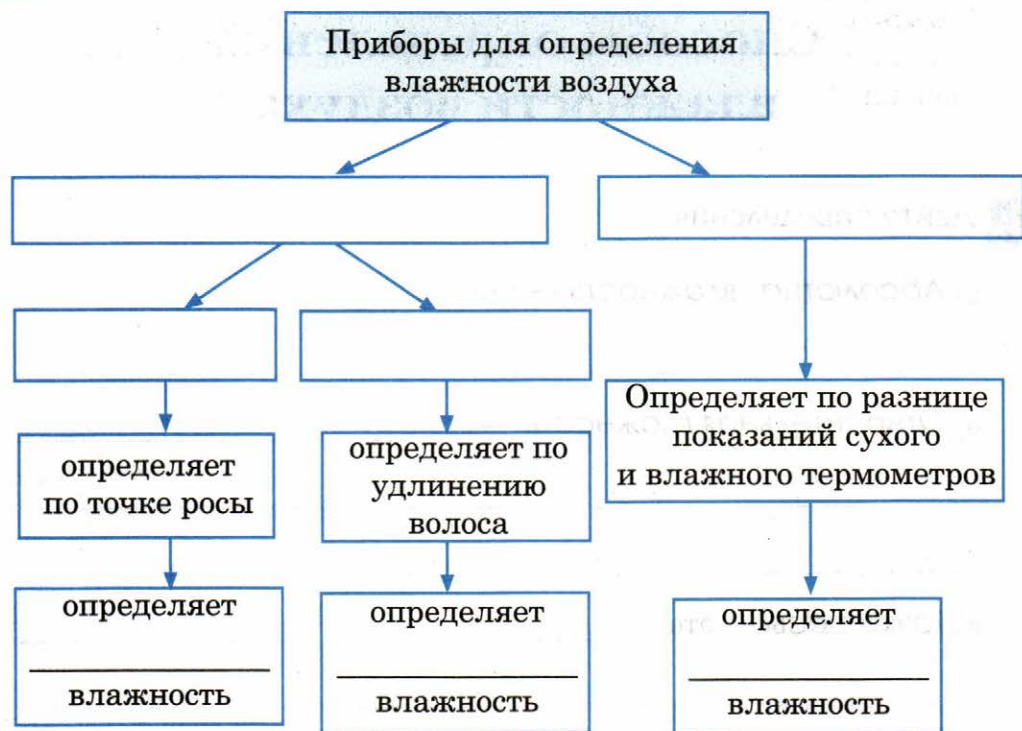 Приборы для определения
влажности воздуха
Определяет по разнице
показаний сухого
и влажного термометров
определяет
по точке росы
определяет по
удлинению
волоса
определяет
влажность
определяет
влажность
определяет
влажность